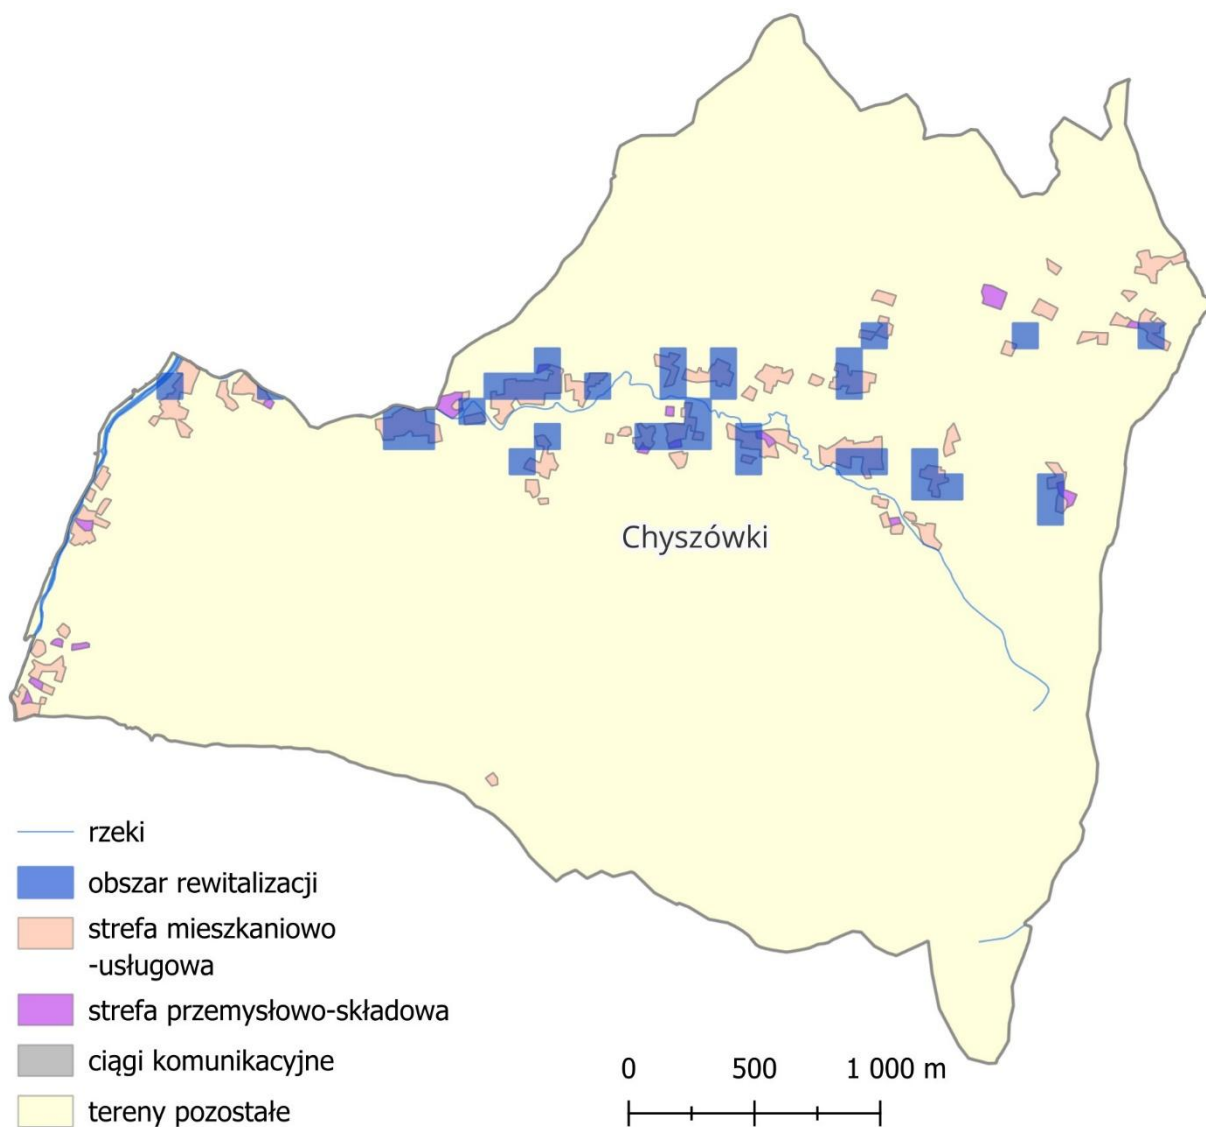 Chyszówki
rzeki
obszar rewitalizacji
strefa mieszkaniowo
-usługowa
strefa przemysłowo-składowa
ciągi komunikacyjne
tereny pozostałe
0 500 1 000 m